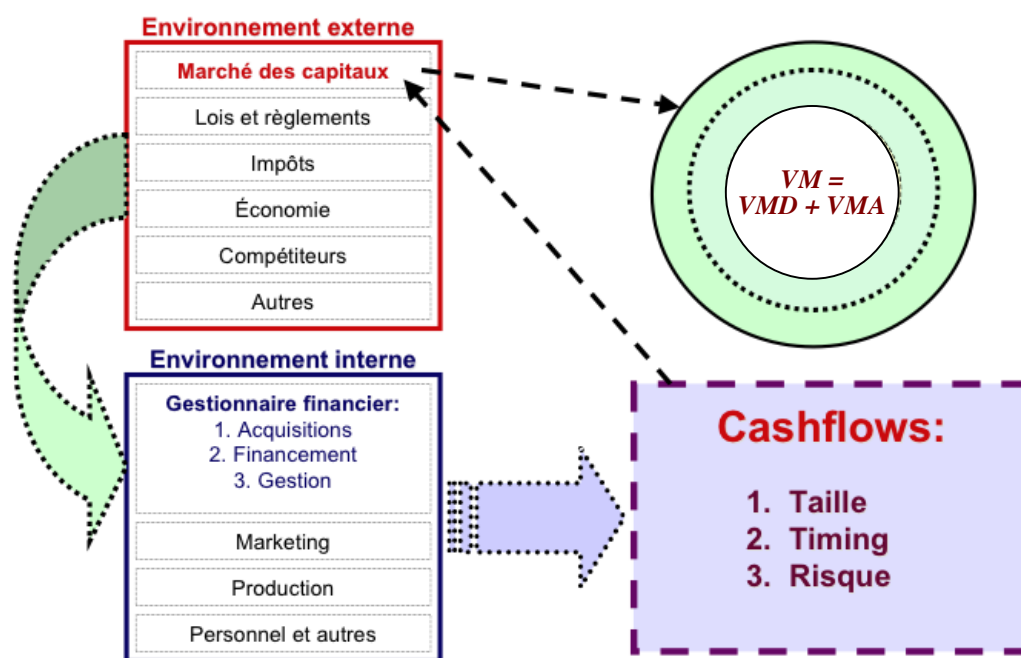 Environnement externe
Marché des capitaux
Lois et règlements
Impôts
Économie
Compétiteurs
Autres
VM =
VMD + VMA
Environnement interne
Gestionnaire financier:
1. Acquisitions
2. Financement
3. Gestion
Marketing
Production
Personnel et autres
Cashflows:
1. Taille
2. Timing
3. Risque